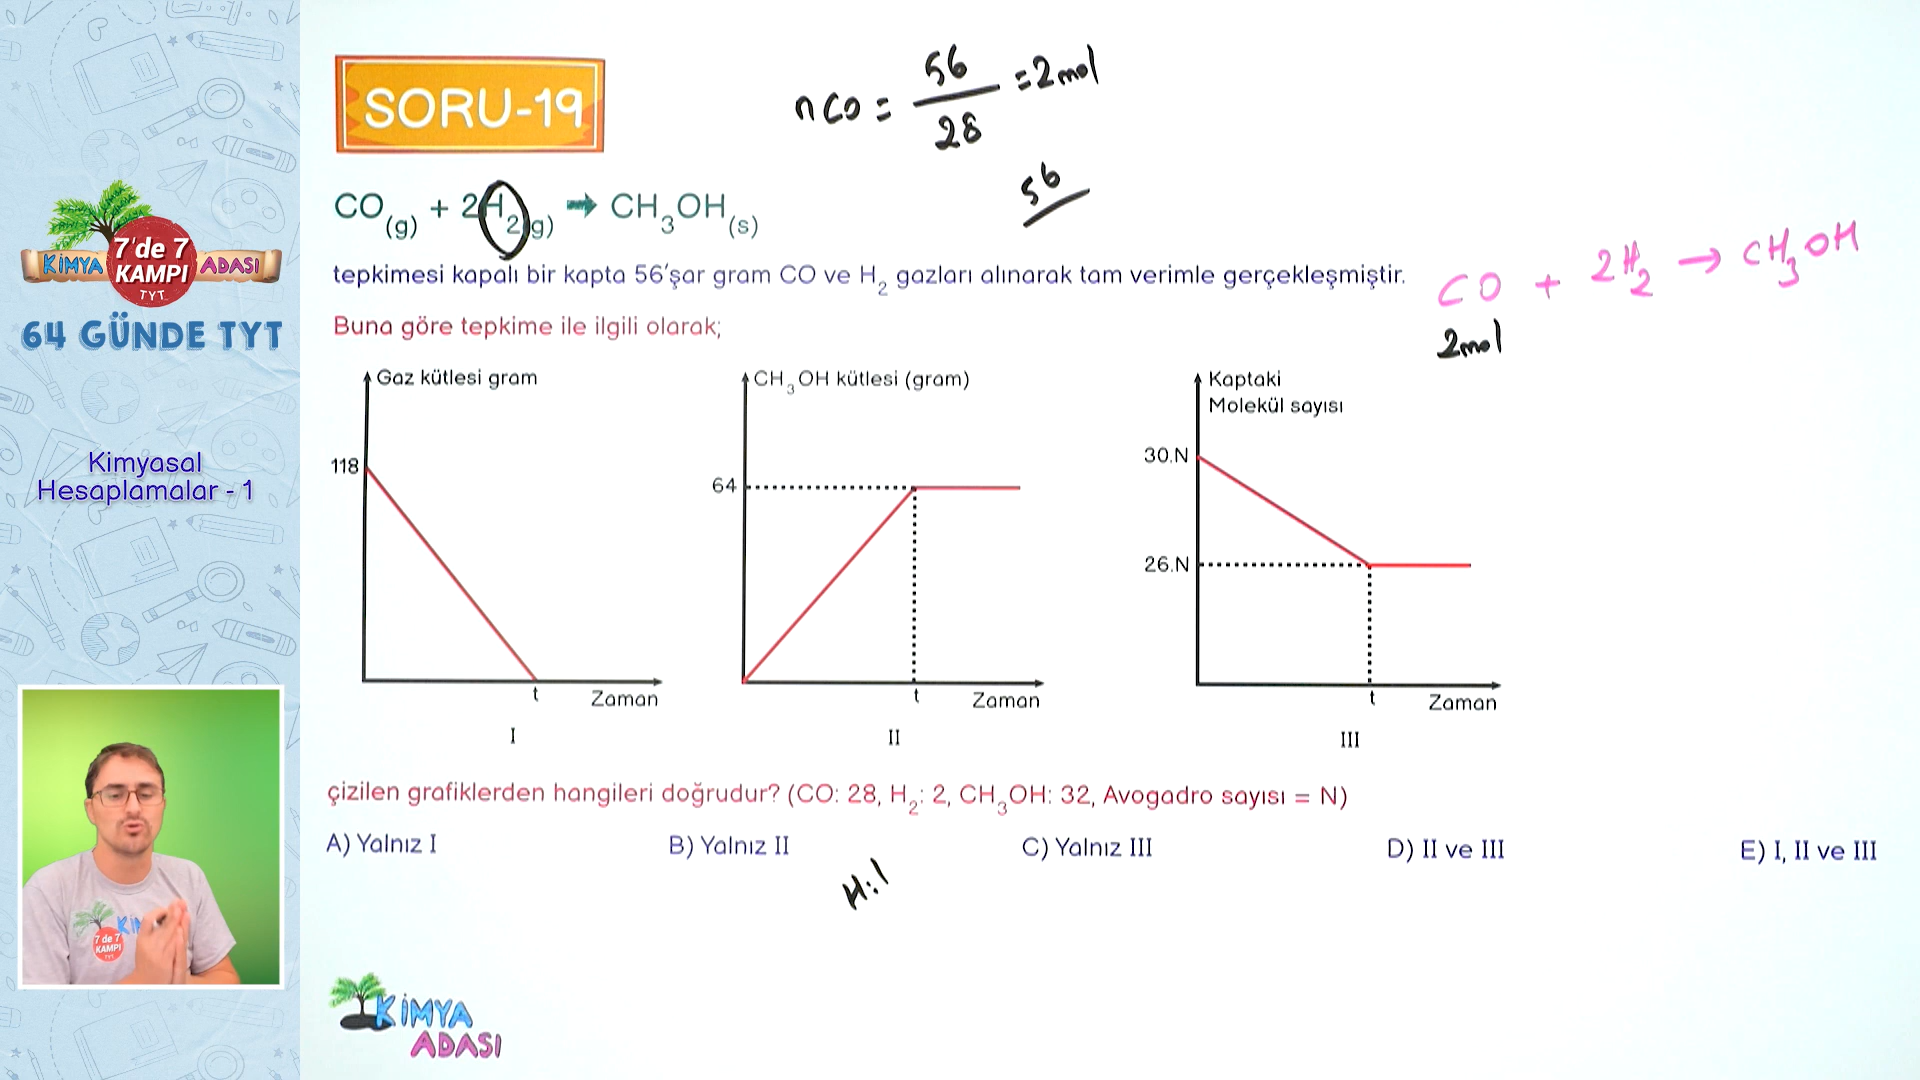 SORU-19
nCO = 56/28 = 2mol
56
CO(g) + 2H2(g) → CH3OH(s)
tepkimesi kapalı bir kapta 56'şar gram CO ve H2 gazları alınarak tam verimle gerçekleşmiştir.
CO + 2H2 → CH3OH
2mol
Buna göre tepkime ile ilgili olarak;
Gaz kütlesi gram
118
t
Zaman
I
CH3OH kütlesi (gram)
64
t
Zaman
II
Kaptaki
Molekül sayısı
30.N
26.N
t
Zaman
III
çizilen grafiklerden hangileri doğrudur? (CO: 28, H2: 2, CH3OH: 32, Avogadro sayısı = N)
A) Yalnız I
B) Yalnız II
C) Yalnız III
D) II ve III
E) I, II ve III
H:1
KİMYA ADASI
7'de 7
KAMPI
TYT
64 GÜNDE TYT
Kimyasal
Hesaplamalar - 1
7 de 7
KAMPI
KİMYA
ADASI